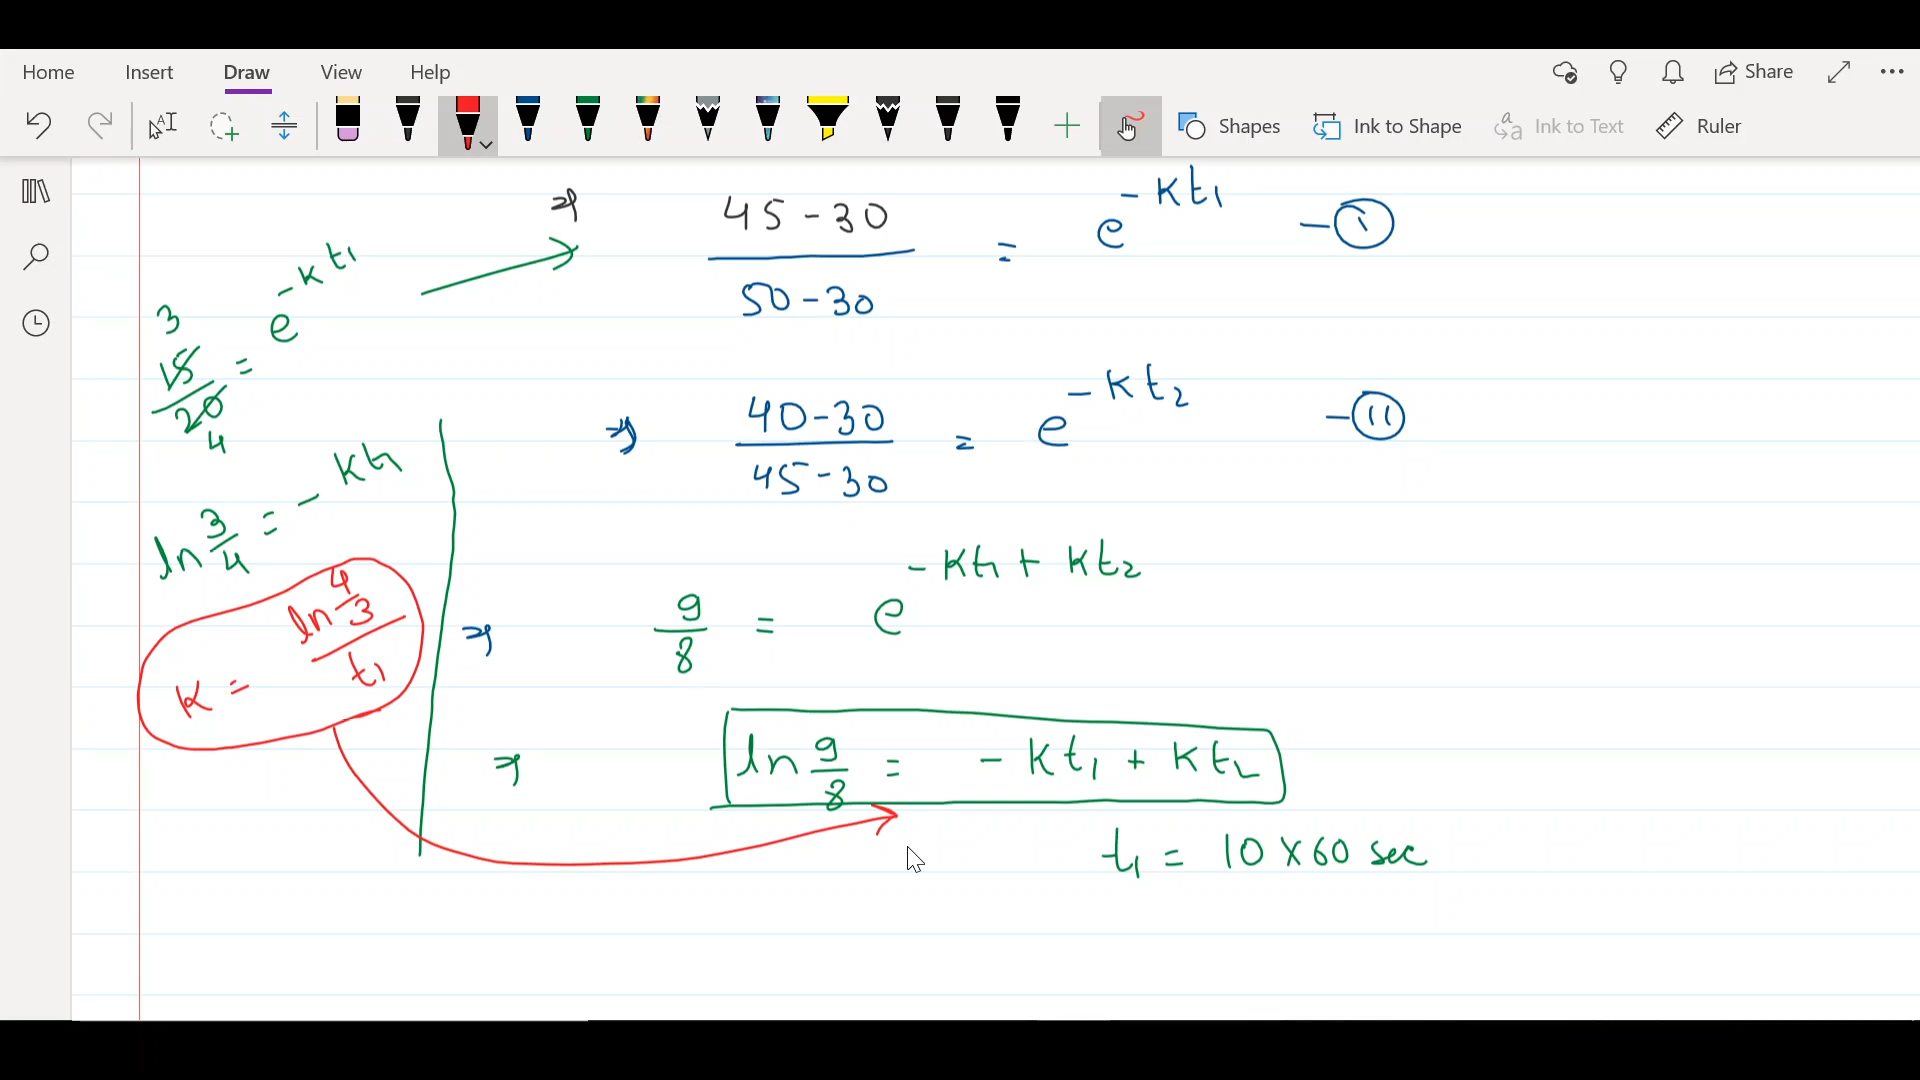 Home Insert Draw View Help Share
Shapes Ink to Shape Ink to Text Ruler
⇒ 45-30 / 50-30 = e^-kt1 - (1)
3
15/20 = e^-kt1
4
⇒ 40-30 / 45-30 = e^-kt2 - (11)
ln 3/4 = -kt1
K = ln 4/3 / t1
⇒ 9/8 = e^-kt1 + kt2
⇒ ln 9/8 = -kt1 + kt2
t1 = 10 x 60 sec